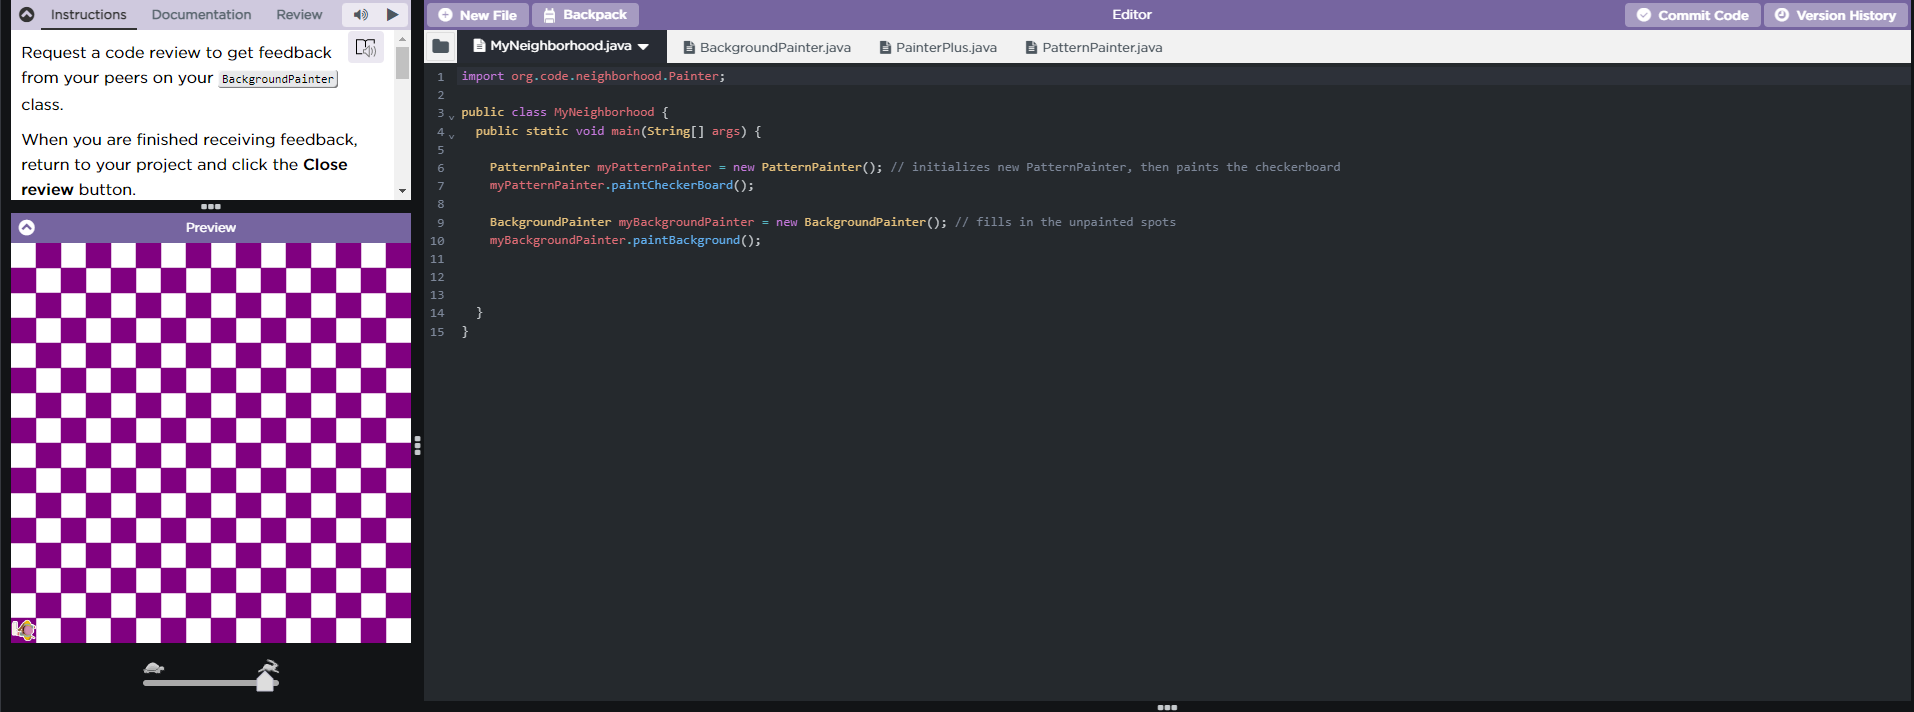 Instructions Documentation Review
New File Backpack Editor Commit Code Version History
Request a code review to get feedback
from your peers on your BackgroundPainter
class.
When you are finished receiving feedback,
return to your project and click the Close
review button.
Preview
MyNeighborhood.java BackgroundPainter.java PainterPlus.java PatternPainter.java
1 import org.code.neighborhood.Painter;
2
3 public class MyNeighborhood {
4 public static void main(String[] args) {
5
6 PatternPainter myPatternPainter = new PatternPainter(); // initializes new PatternPainter, then paints the checkerboard
7 myPatternPainter.paintCheckerBoard();
8
9 BackgroundPainter myBackgroundPainter = new BackgroundPainter(); // fills in the unpainted spots
10 myBackgroundPainter.paintBackground();
11
12
13
14 }
15 }